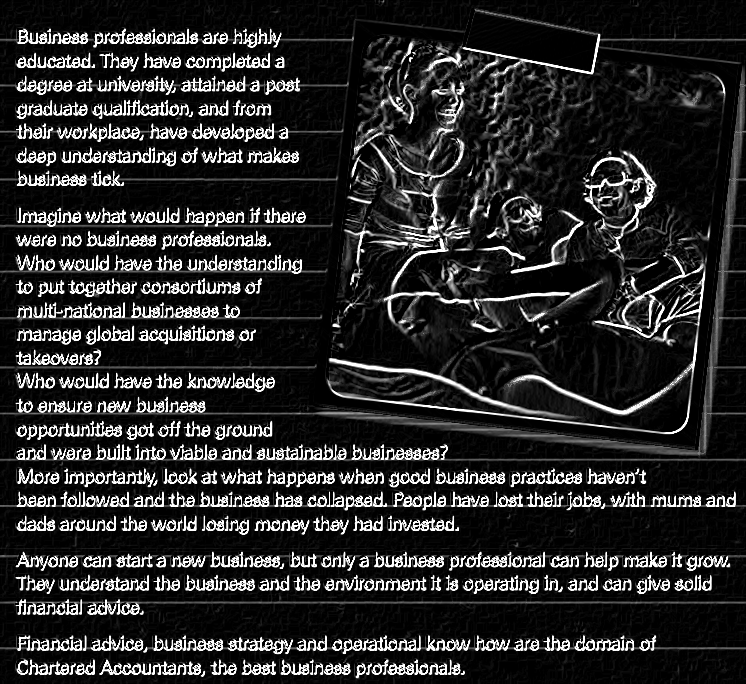 Business professionals are highly
educated. They have completed a
degree at university, attained a post
graduate qualification, and from
their workplace, have developed a
deep understanding of what makes
business tick.
Imagine what would happen if there
were no business professionals.
Who would have the understanding
to put together consortiums of
multi-national businesses to
manage global acquisitions or
takeovers?
Who would have the knowledge
to ensure new business
opportunities got off the ground
and were built into viable and sustainable businesses?
More importantly, look at what happens when good business practices haven't
been followed and the business has collapsed. People have lost their jobs, with mums and
dads around the world losing money they had invested.
Anyone can start a new business, but only a business professional can help make it grow.
They understand the business and the environment it is operating in, and can give solid
financial advice.
Financial advice, business strategy and operational know how are the domain of
Chartered Accountants, the best business professionals.